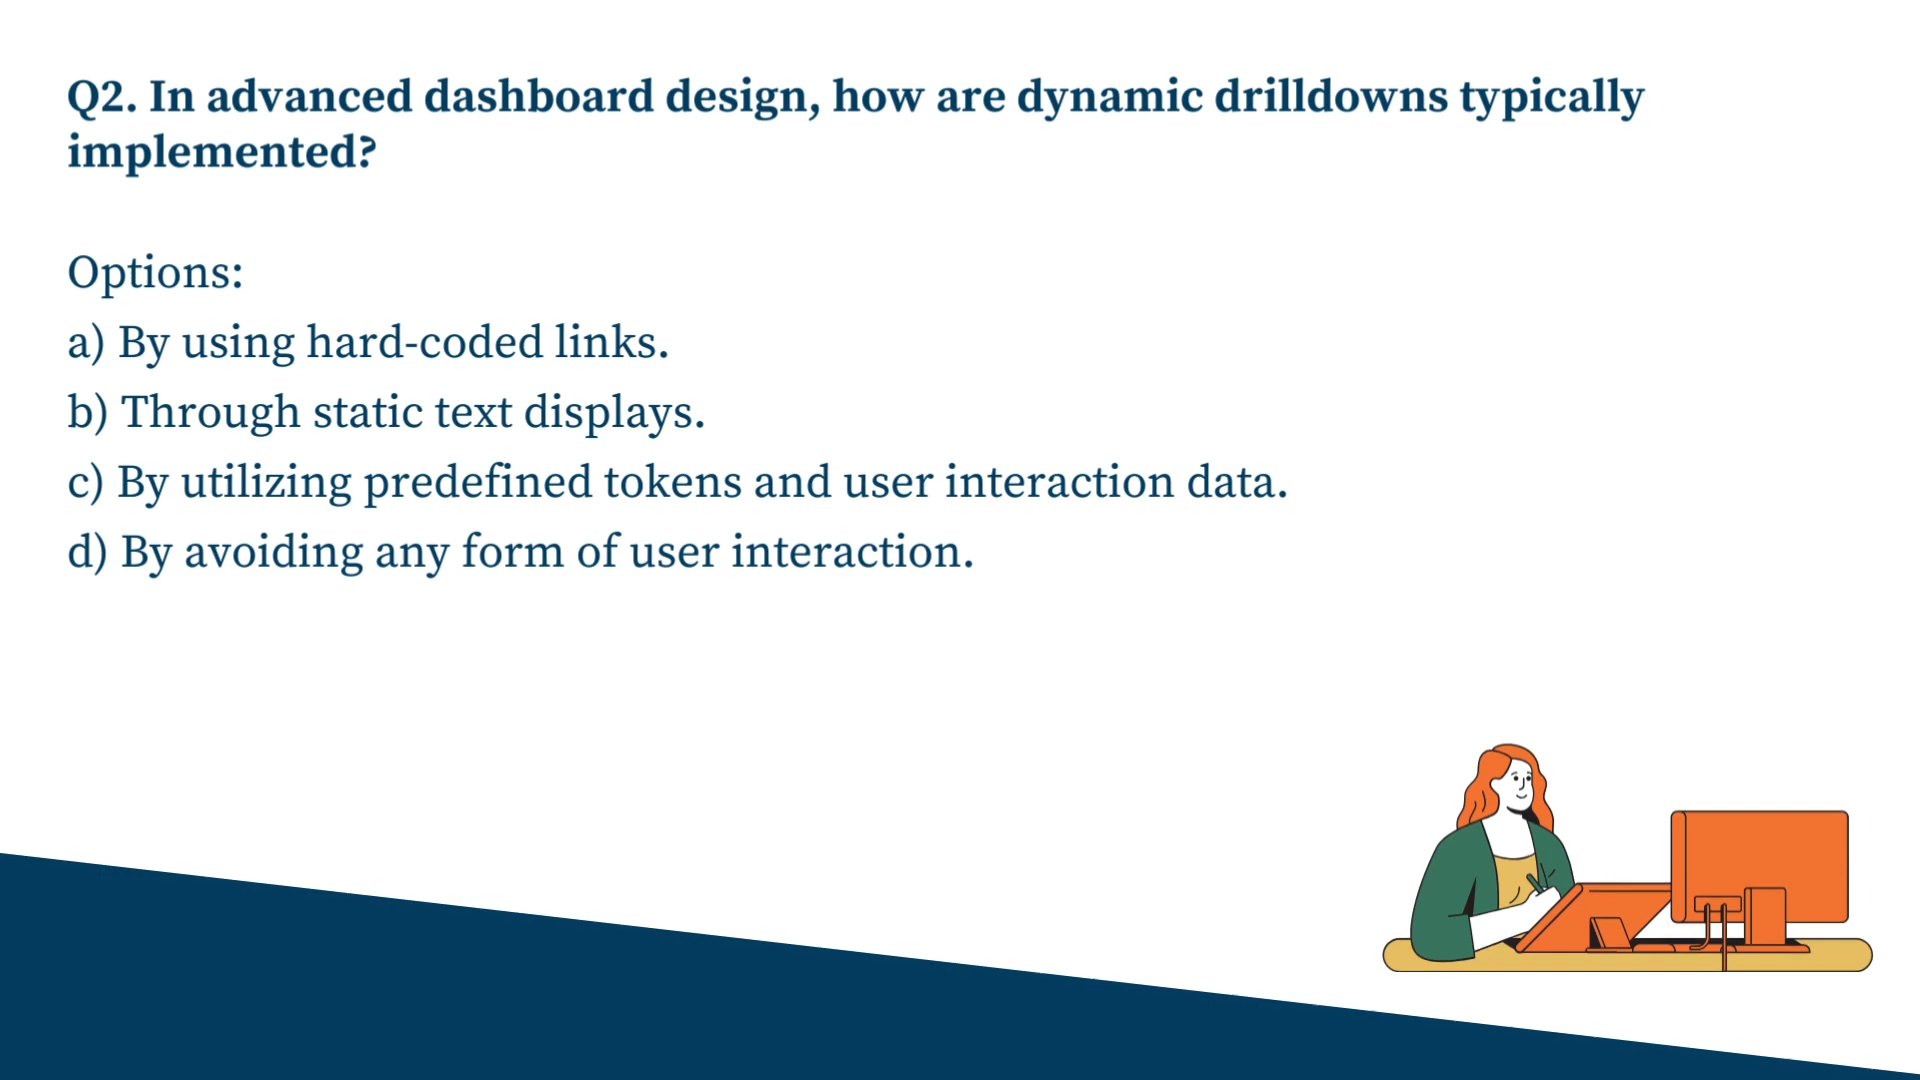 Q2. In advanced dashboard design, how are dynamic drilldowns typically
implemented?
Options:
a) By using hard-coded links.
b) Through static text displays.
c) By utilizing predefined tokens and user interaction data.
d) By avoiding any form of user interaction.